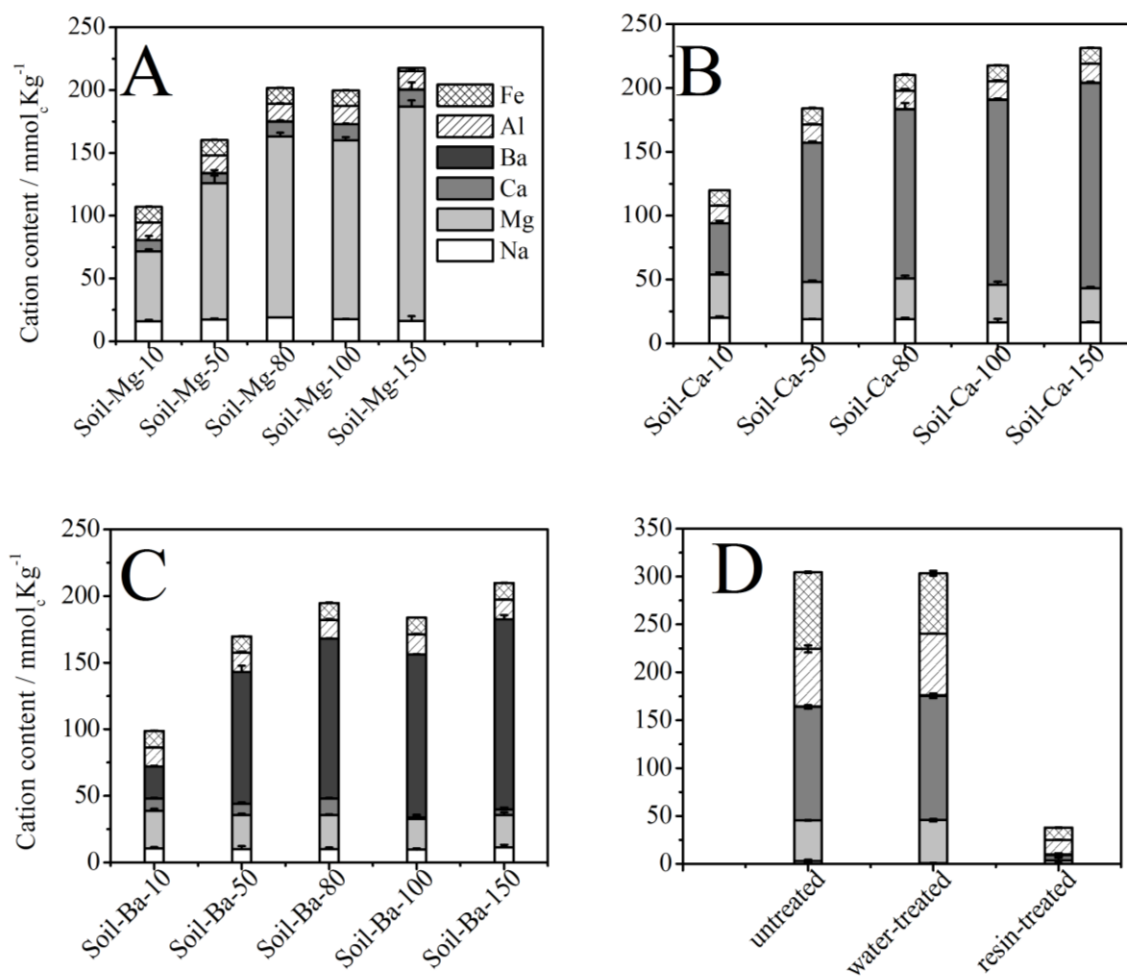 A
Cation content / mmol_c Kg^-1
250
200
150
100
50
0
Fe
Al
Ba
Ca
Mg
Na
Soil-Mg-10
Soil-Mg-50
Soil-Mg-80
Soil-Mg-100
Soil-Mg-150
B
250
200
150
100
50
0
Soil-Ca-10
Soil-Ca-50
Soil-Ca-80
Soil-Ca-100
Soil-Ca-150
C
Cation content / mmol_c Kg^-1
250
200
150
100
50
0
Soil-Ba-10
Soil-Ba-50
Soil-Ba-80
Soil-Ba-100
Soil-Ba-150
D
350
300
250
200
150
100
50
0
untreated
water-treated
resin-treated